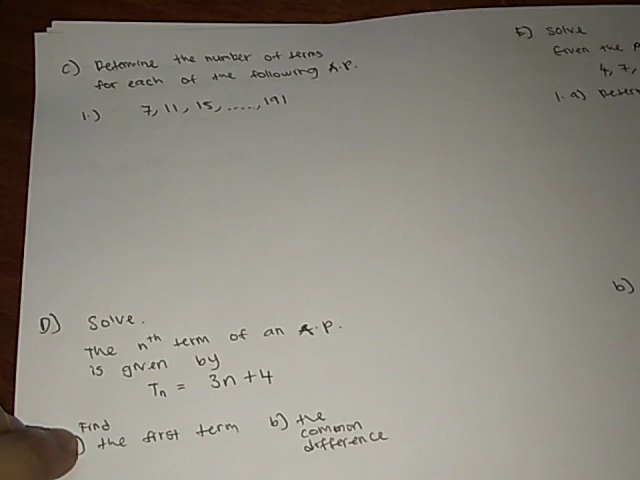 c) Determine the number of terms
for each of the following A.P.
1.) 7, 11, 15, ....., 191
D) Solve.
The nth term of an A.P.
is given by
Tn = 3n + 4
Find
) the first term b) the
common
difference
E) Solve
Given the
4, 7,
1. a)
b)